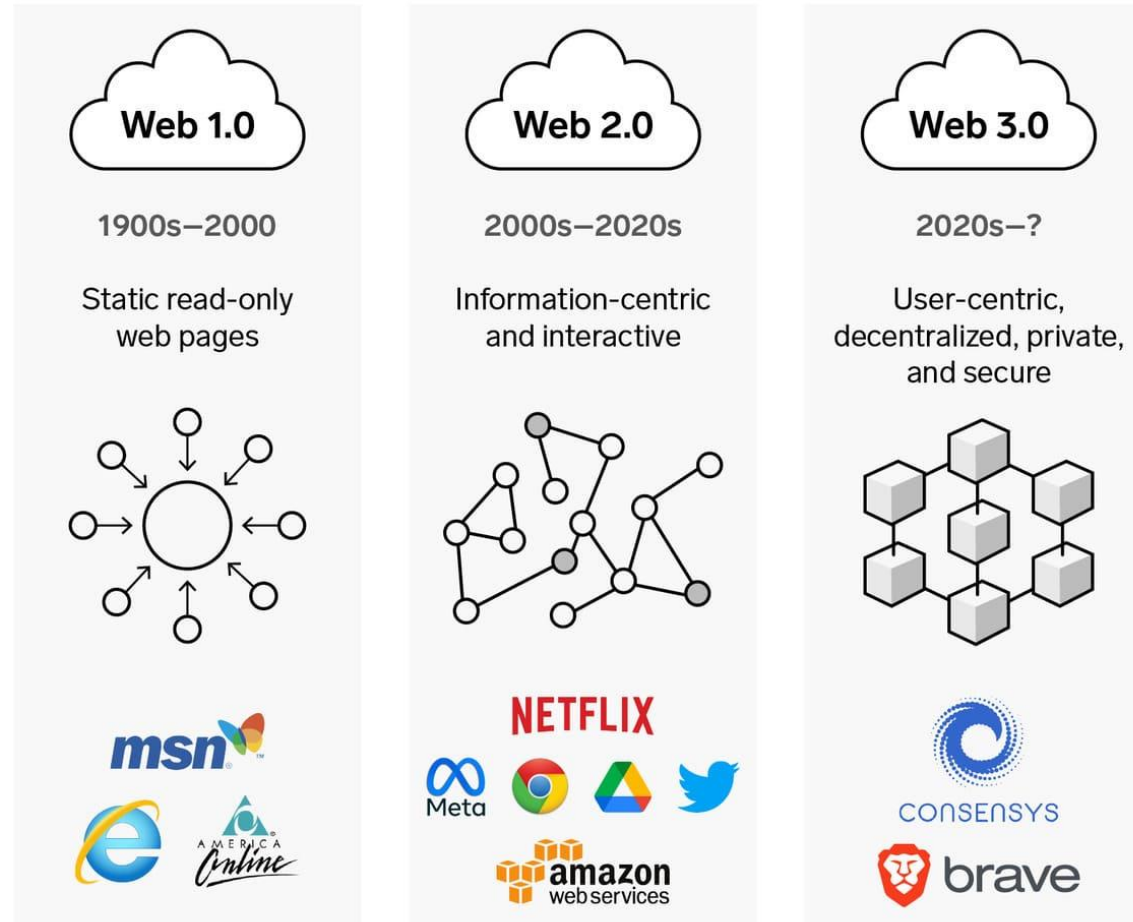 Web 1.0
1900s–2000
Static read-only
web pages
msn
AMERICA
Online
Web 2.0
2000s–2020s
Information-centric
and interactive
NETFLIX
Meta
amazon
webservices
Web 3.0
2020s–?
User-centric,
decentralized, private,
and secure
CONSENSYS
brave